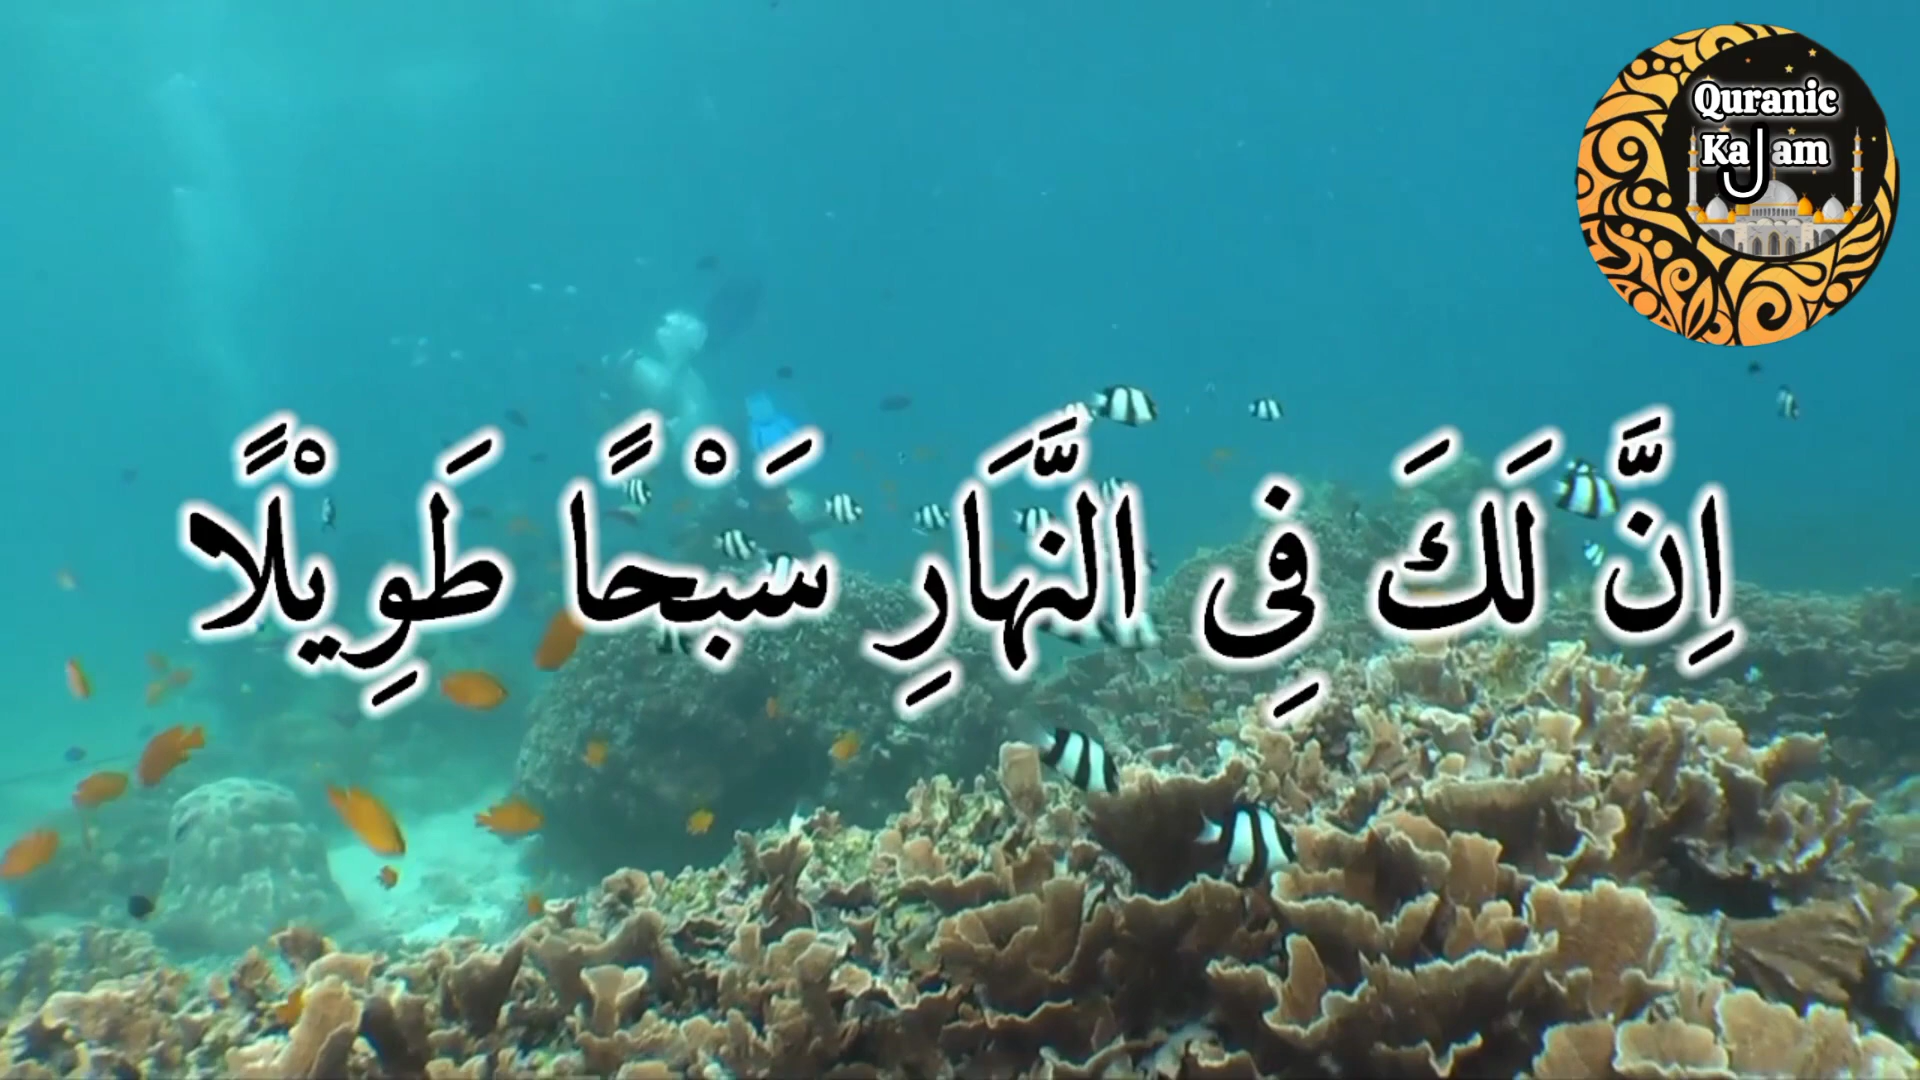 Quranic
Kalam
اِنَّ لَكَ فِی النَّهَارِ سَبْحًا طَوِیْلًا